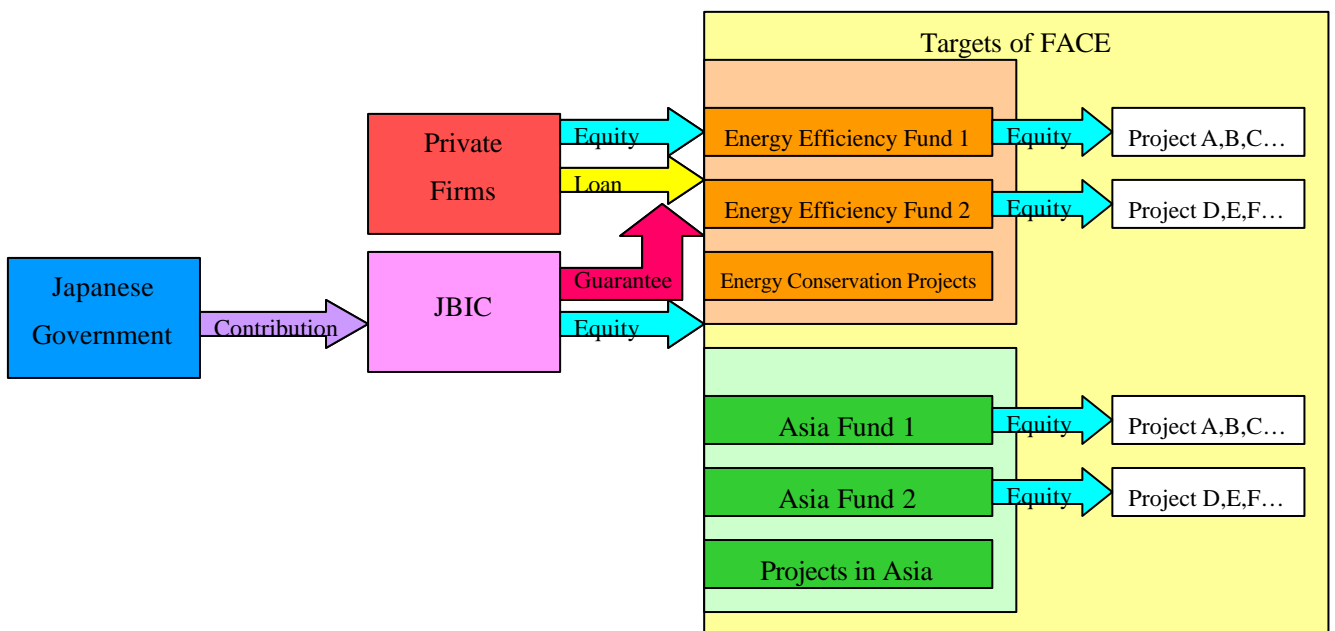 Targets of FACE
Private
Firms
Equity
Loan
Energy Efficiency Fund 1
Equity
Project A,B,C…
Energy Efficiency Fund 2
Equity
Project D,E,F…
Japanese
Government
Contribution
JBIC
Guarantee
Equity
Energy Conservation Projects
Asia Fund 1
Equity
Project A,B,C…
Asia Fund 2
Equity
Project D,E,F…
Projects in Asia